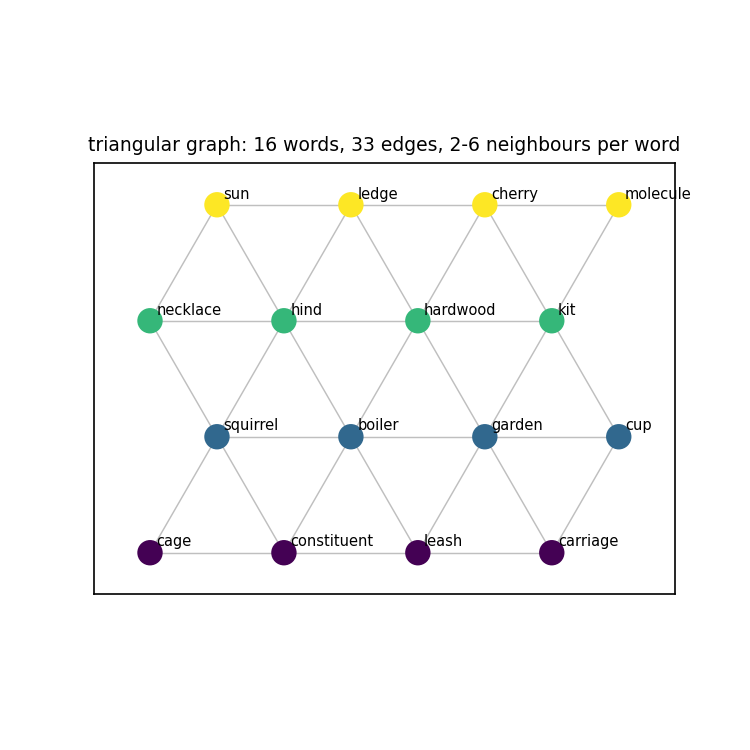 triangular graph: 16 words, 33 edges, 2-6 neighbours per word
sun ledge cherry molecule
necklace hind hardwood kit
squirrel boiler garden cup
cage constituent leash carriage